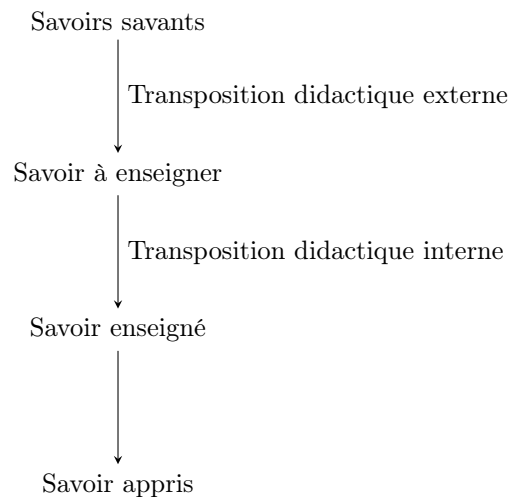 Savoirs savants
Transposition didactique externe
Savoir à enseigner
Transposition didactique interne
Savoir enseigné
Savoir appris